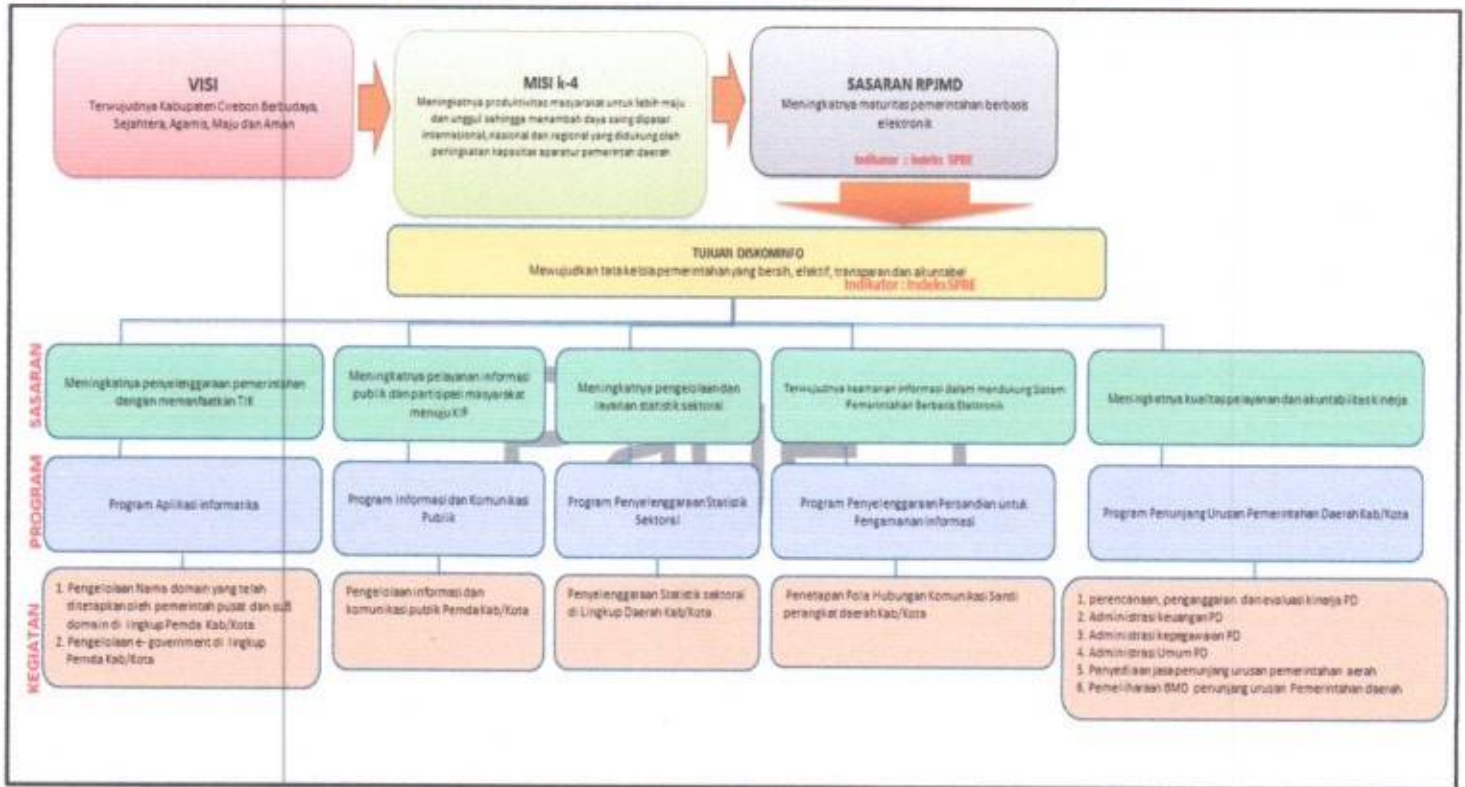 VISI
Terwujudnya Kabupaten Cirebon Berbudaya,
Sejahtera, Agamis, Maju dan Aman
MISI k-4
Meningkatnya produktivitas masyarakat untuk lebih maju
dan unggul sehingga menambah daya saing dipasar
international, nasional dan regional yang didukung oleh
peningkatan kapasitas aparatur pemerintah daerah
SASARAN RPJMD
Meningkatnya maturitas pemerintahan berbasis
elektronik
Indikator : Indeks SPBE
TUJUAN DISKOMINFO
Mewujudkan tata kelola pemerintahan yang bersih, efektif, transparan dan akuntabel
Indikator : Indeks SPBE
SASARAN
Meningkatnya penyelenggaraan pemerintahan
dengan memanfaatkan TIK
Meningkatnya pelayanan informasi
publik dan partisipasi masyarakat
menuju KIP
Meningkatnya pengelolaan dan
layanan statistik sektoral
Terwujudnya keamanan informasi dalam mendukung Sistem
Pemerintahan Berbasis Elektronik
Meningkatnya kualitas pelayanan dan akuntabilitas kinerja
PROGRAM
Program Aplikasi informatika
Program Informasi dan Komunikasi
Publik
Program Penyelenggaraan Statistik
Sektoral
Program Penyelenggaraan Persandian untuk
Pengamanan Informasi
Program Penunjang Urusan Pemerintahan Daerah Kab/Kota
KEGIATAN
1. Pengelolaan Nama domain yang telah
ditetapkan oleh pemerintah pusat dan sub
domain di lingkup Pemda Kab/Kota
2. Pengelolaan e- government di lingkup
Pemda Kab/Kota
Pengelolaan informasi dan
komunikasi publik Pemda Kab/Kota
Penyelenggaraan Statistik sektoral
di Lingkup Daerah Kab/Kota
Penetapan Pola Hubungan Komunikasi Sandi
perangkat daerah Kab/Kota
1. perencanaan, penganggaran dan evaluasi kinerja PD
2. Administrasi keuangan PD
3. Administrasi kepegawaian PD
4. Administrasi Umum PD
5. Penyediaan jasa penunjang urusan pemerintahan aerah
6. Pemeliharaan BMD penunjang urusan Pemerintahan daerah